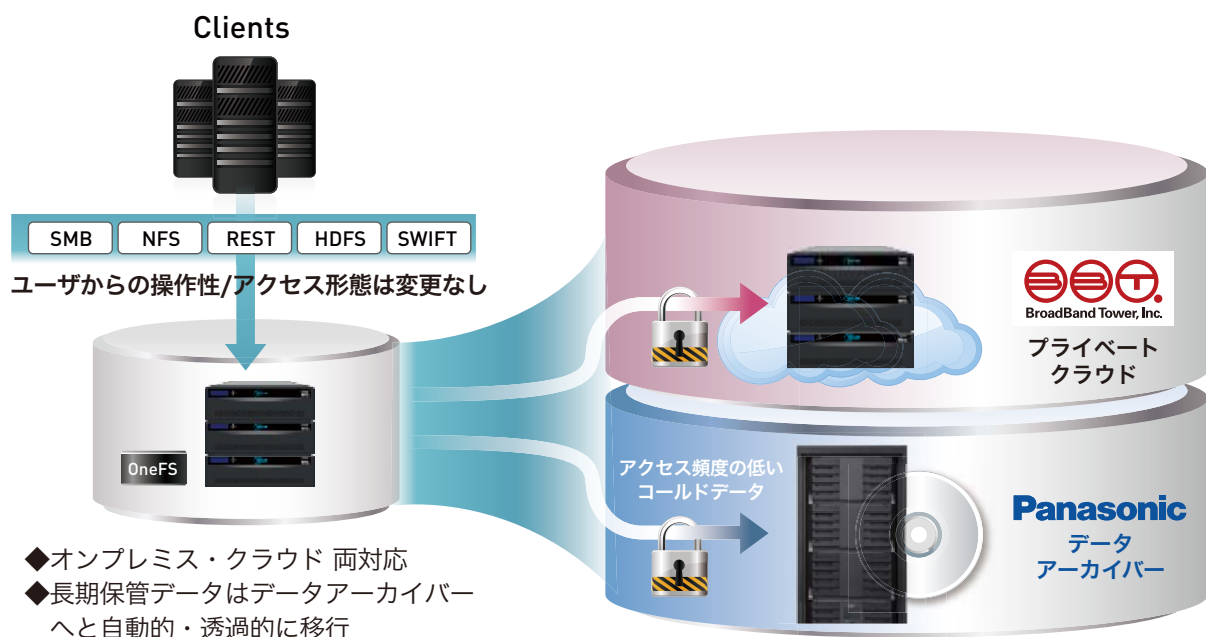 Clients
SMB NFS REST HDFS SWIFT
ユーザからの操作性/アクセス形態は変更なし
OneFS
◆オンプレミス・クラウド 両対応
◆長期保管データはデータアーカイバー
へと自動的・透過的に移行
BBT.
BroadBand Tower, Inc.
プライベート
クラウド
アクセス頻度の低い
コールドデータ
Panasonic
データ
アーカイバー